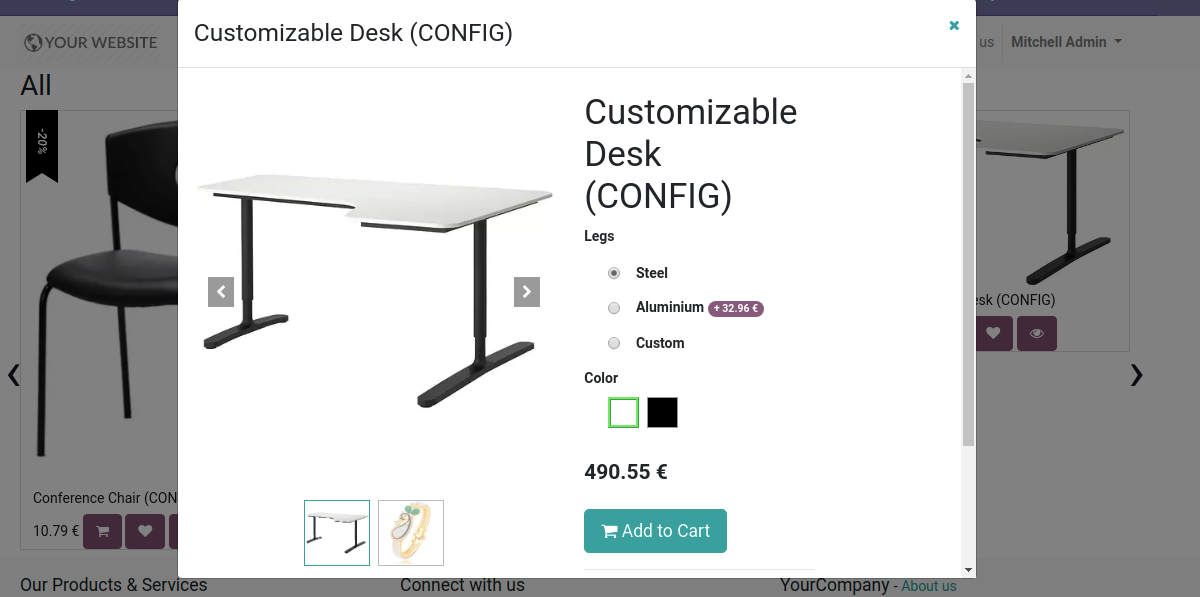 Customizable Desk (CONFIG)
YOUR WEBSITE
us
Mitchell Admin
All
-20%
Customizable
Desk
(CONFIG)
Legs
Steel
Aluminium + 32.96 €
Custom
Color
490.55 €
Add to Cart
Conference Chair (CON
10.79 €
esk (CONFIG)
Our Products & Services
Connect with us
YourCompany - About us